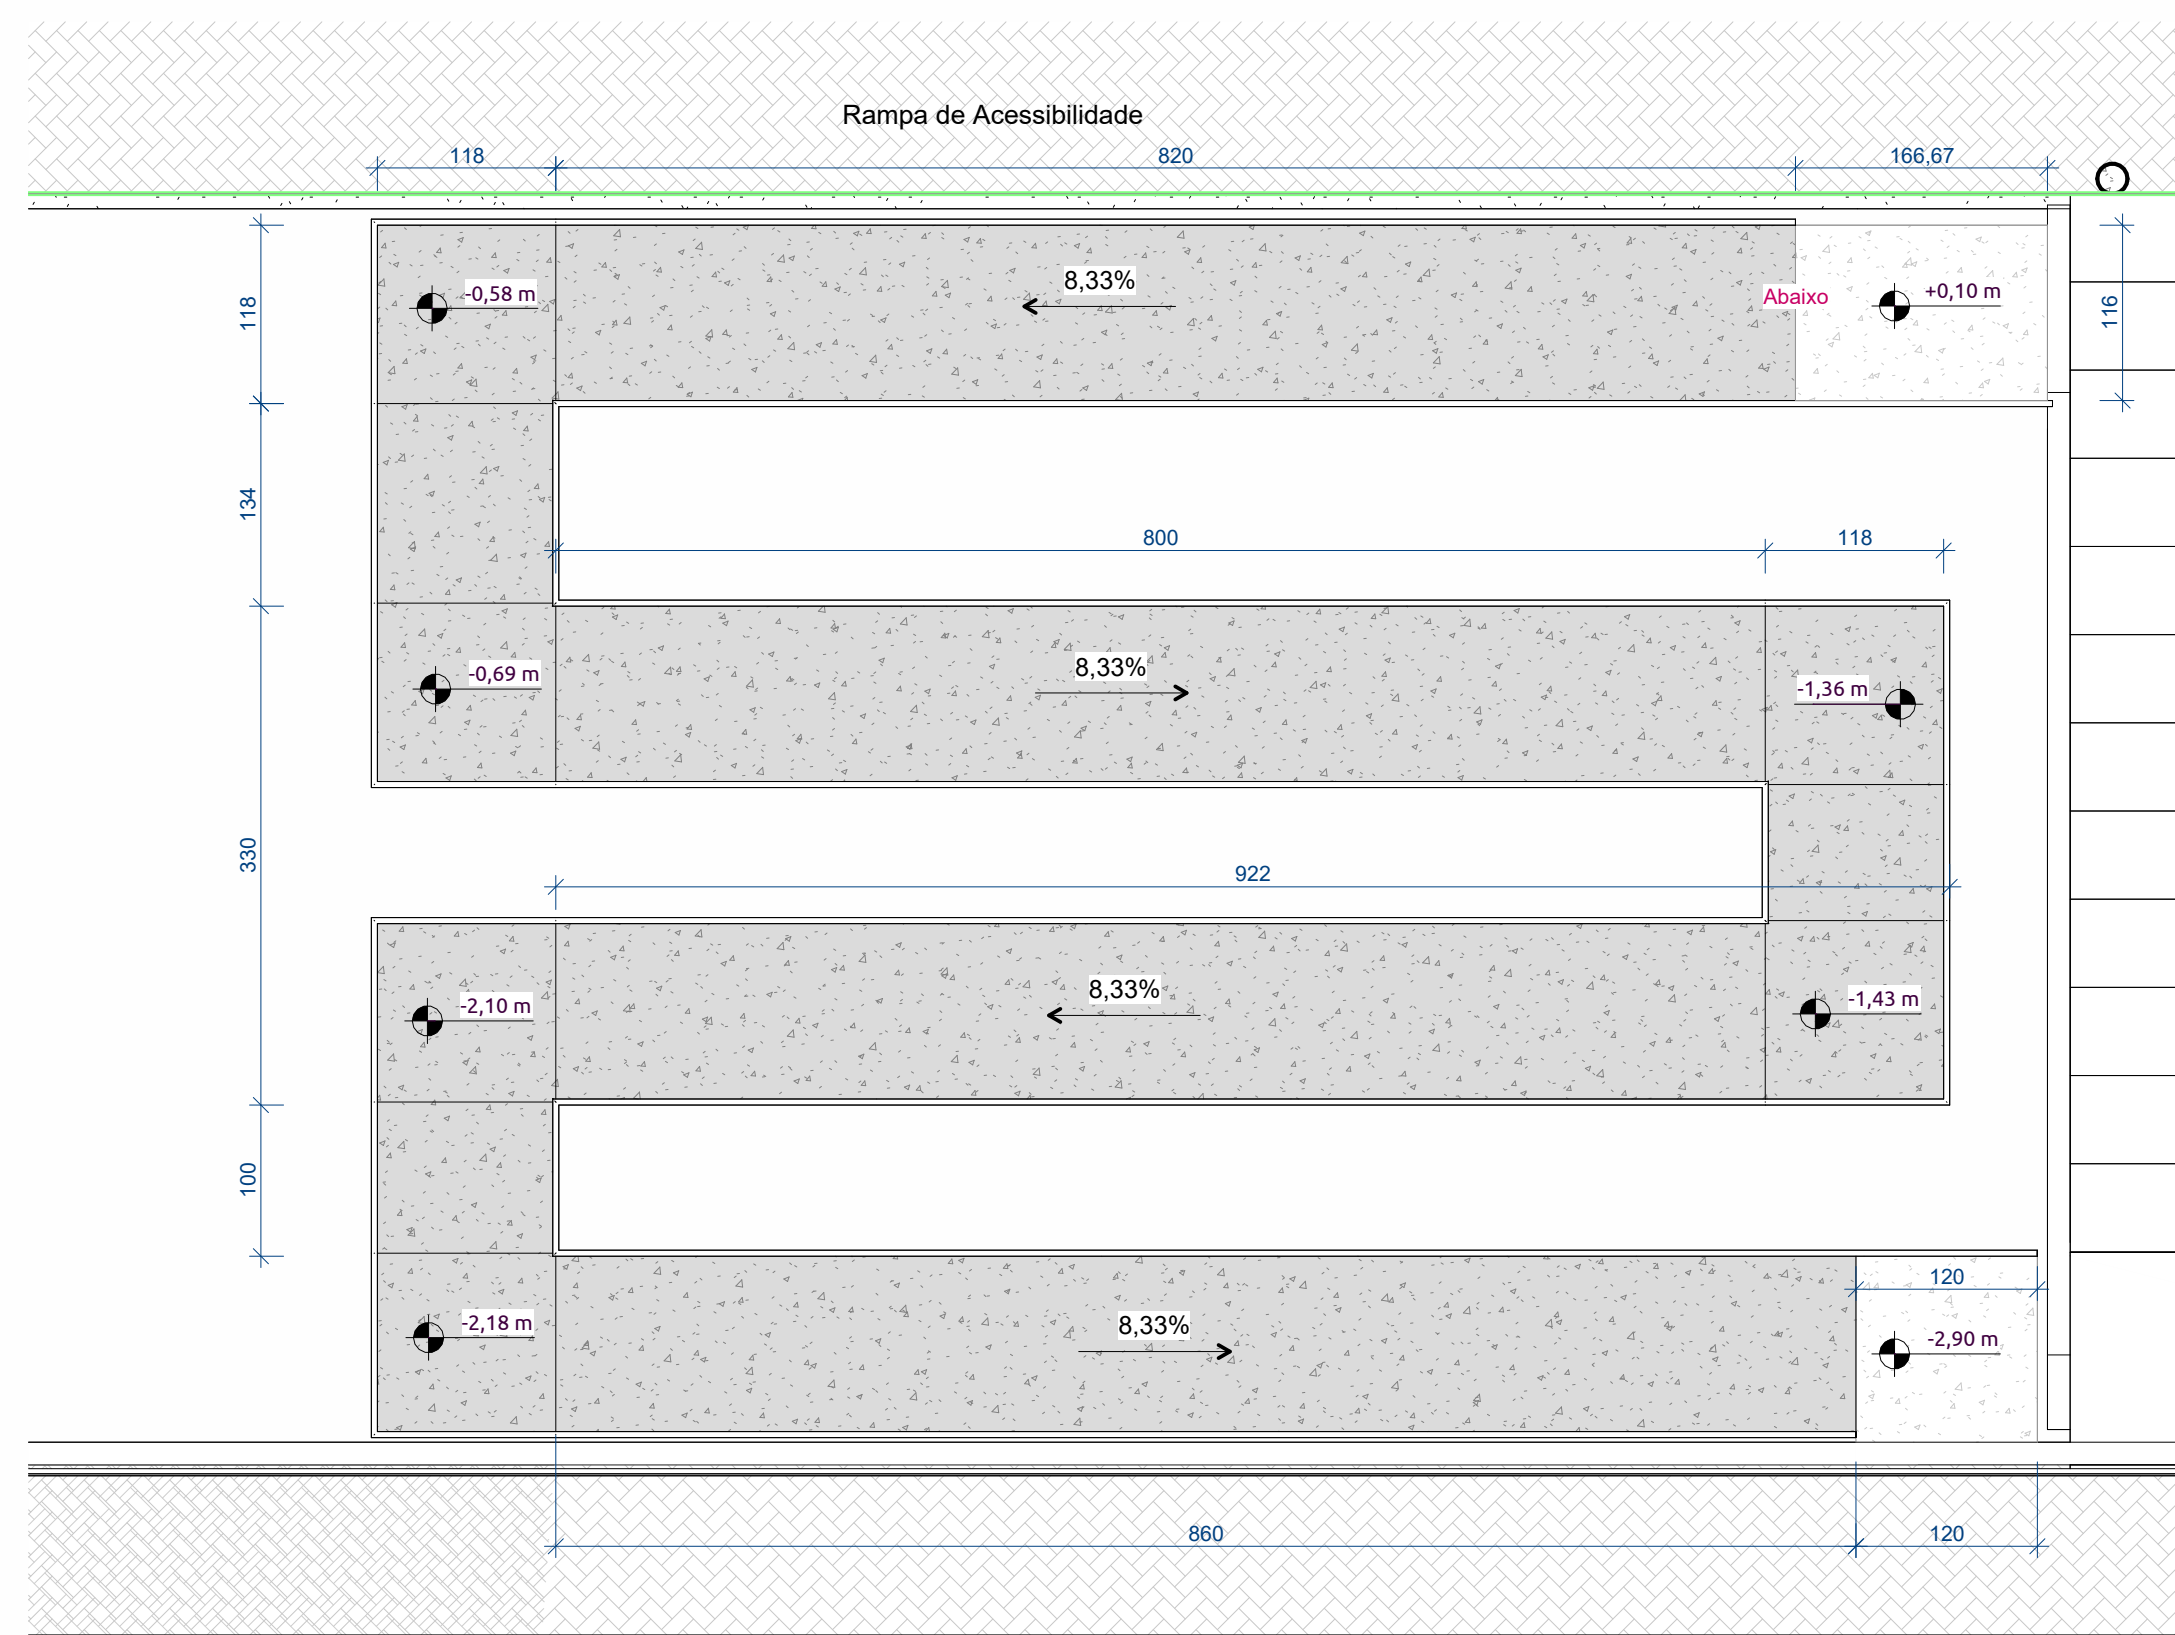 Rampa de Acessibilidade
118
820
166,67
118
-0,58 m
8,33%
Abaixo
+0,10 m
116
134
800
118
-0,69 m
8,33%
-1,36 m
330
922
-2,10 m
8,33%
-1,43 m
100
120
-2,18 m
8,33%
-2,90 m
860
120